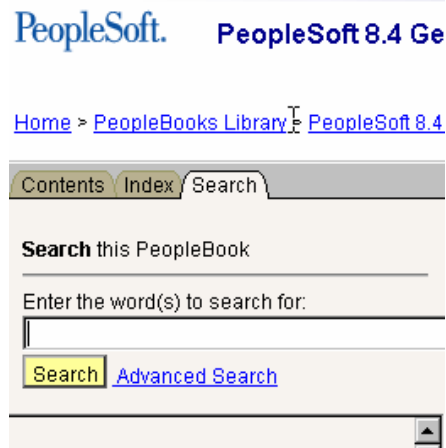 PeopleSoft. PeopleSoft 8.4 Ge
Home > PeopleBooks Library > PeopleSoft 8.4
Contents Index Search
Search this PeopleBook
Enter the word(s) to search for:
Search Advanced Search